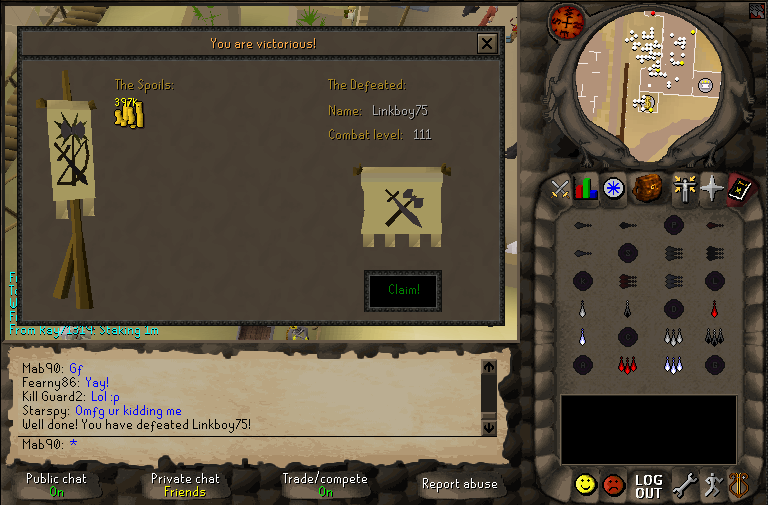 You are victorious!
The Spoils:
397K
The Defeated:
Name: Linkboy75
Combat level: 111
Claim!
Staking 1m
Mab90: Gf
Fearny86: Yay!
Kill Guard2: Lol :p
Starspy: Omfg ur kidding me
Well done! You have defeated Linkboy75!
Mab90: *
Public chat
On
Private chat
Friends
Trade/compete
On
Report abuse
LOG
OUT